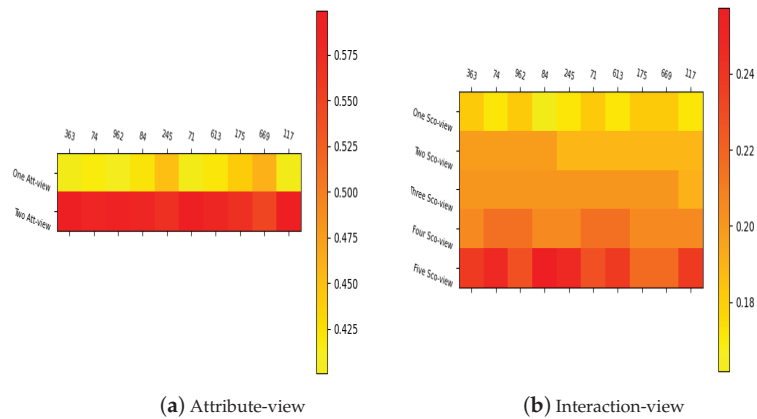 363 74 962 84 245 71 613 175 669 117
One Att-view
Two Att-view
0.575
0.550
0.525
0.500
0.475
0.450
0.425
(a) Attribute-view
363 74 962 84 245 71 613 175 669 117
One Sco-view
Two Sco-view
Three Sco-view
Four Sco-view
Five Sco-view
0.24
0.22
0.20
0.18
(b) Interaction-view